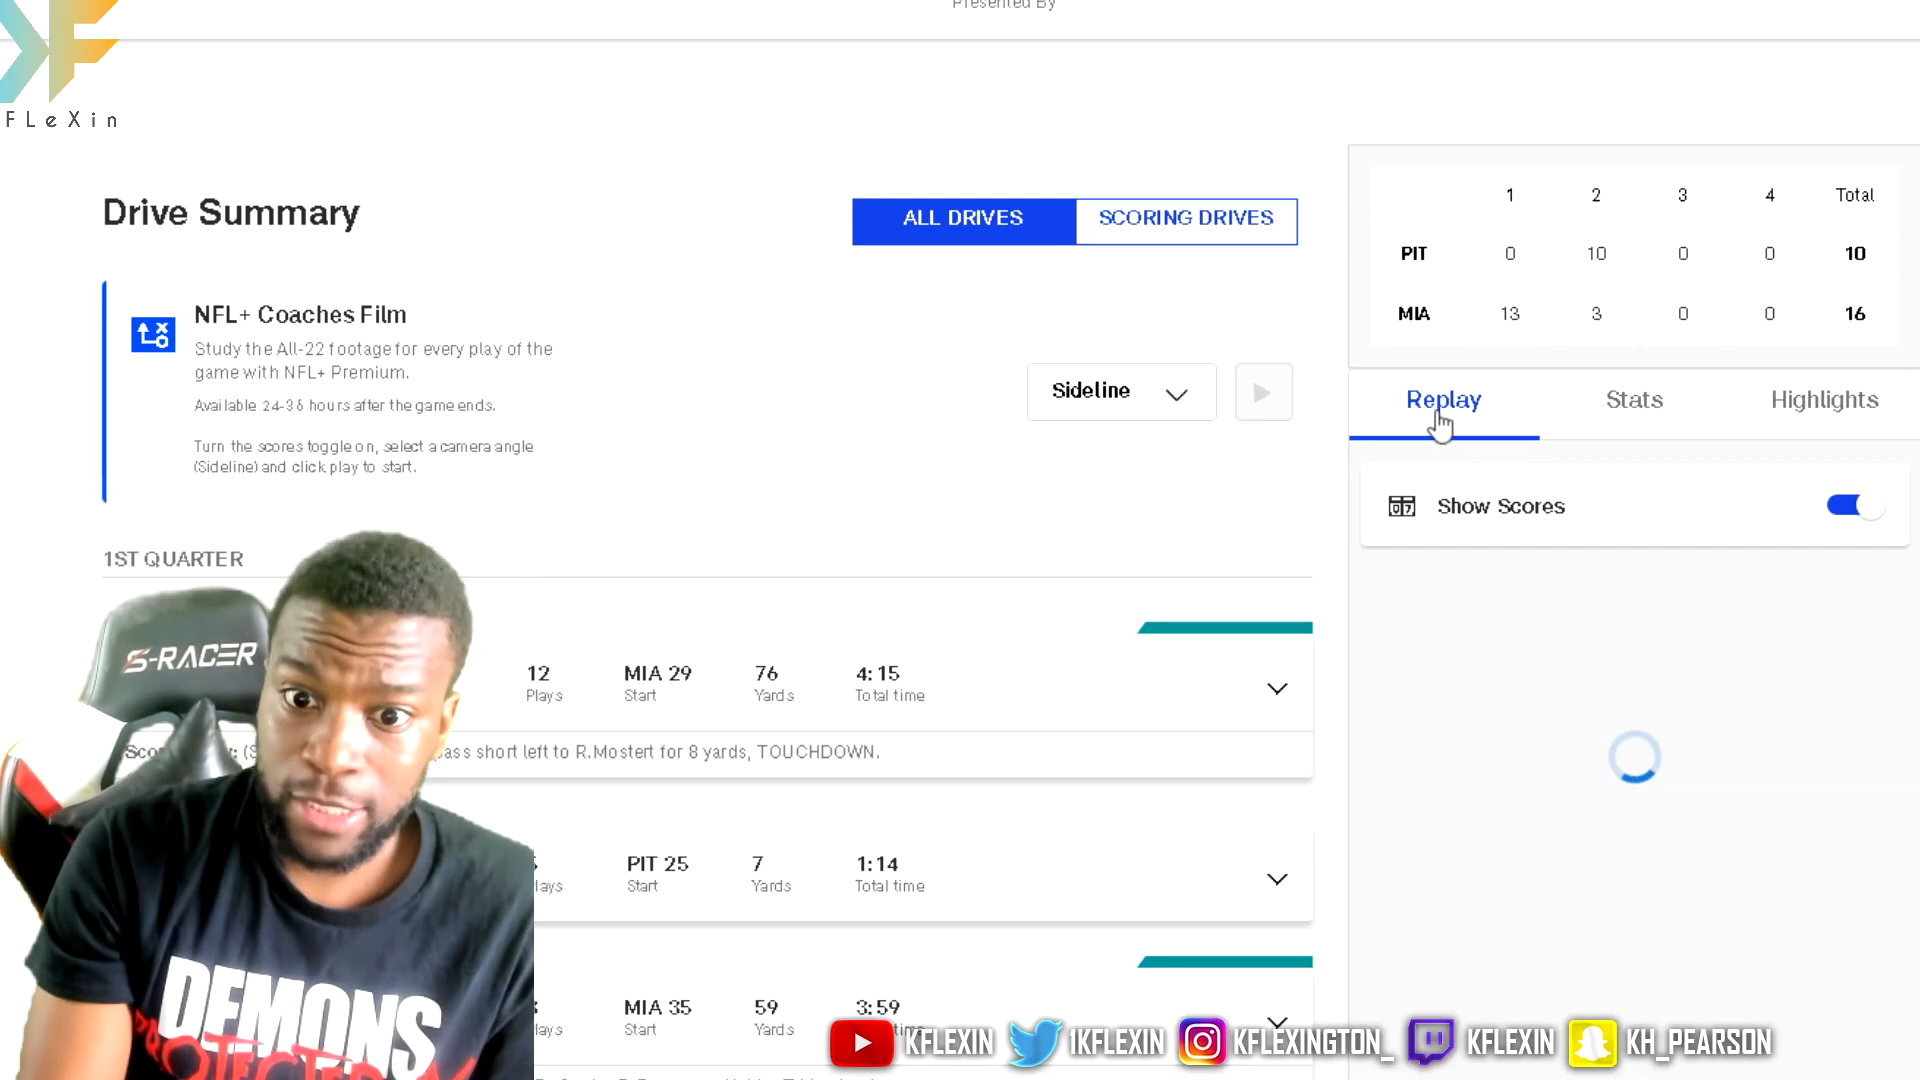 Presented By
FLeXin
Drive Summary
ALL DRIVES
SCORING DRIVES
1 2 3 4 Total
PIT 0 10 0 0 10
MIA 13 3 0 0 16
NFL+ Coaches Film
Study the All-22 footage for every play of the
game with NFL+ Premium.
Available 24-36 hours after the game ends.
Turn the scores toggle on, select a camera angle
(Sideline) and click play to start.
Sideline
Replay
Stats
Highlights
Show Scores
1ST QUARTER
S-RACER
12 MIA 29 76 4:15
Plays Start Yards Total time
short left to R.Mostert for 8 yards, TOUCHDOWN.
PIT 25 7 1:14
Start Yards Total time
MIA 35 59 3:59
Start Yards
DEMONS
KFLEXIN 1KFLEXIN KFLEXINGTON_ KFLEXIN KH_PEARSON